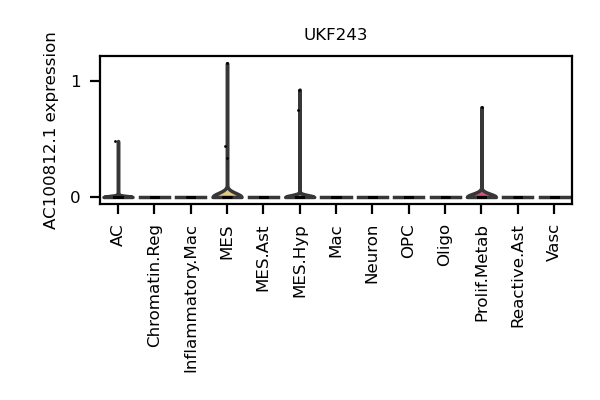 UKF243
AC100812.1 expression
1
0
AC
Chromatin.Reg
Inflammatory.Mac
MES
MES.Ast
MES.Hyp
Mac
Neuron
OPC
Oligo
Prolif.Metab
Reactive.Ast
Vasc